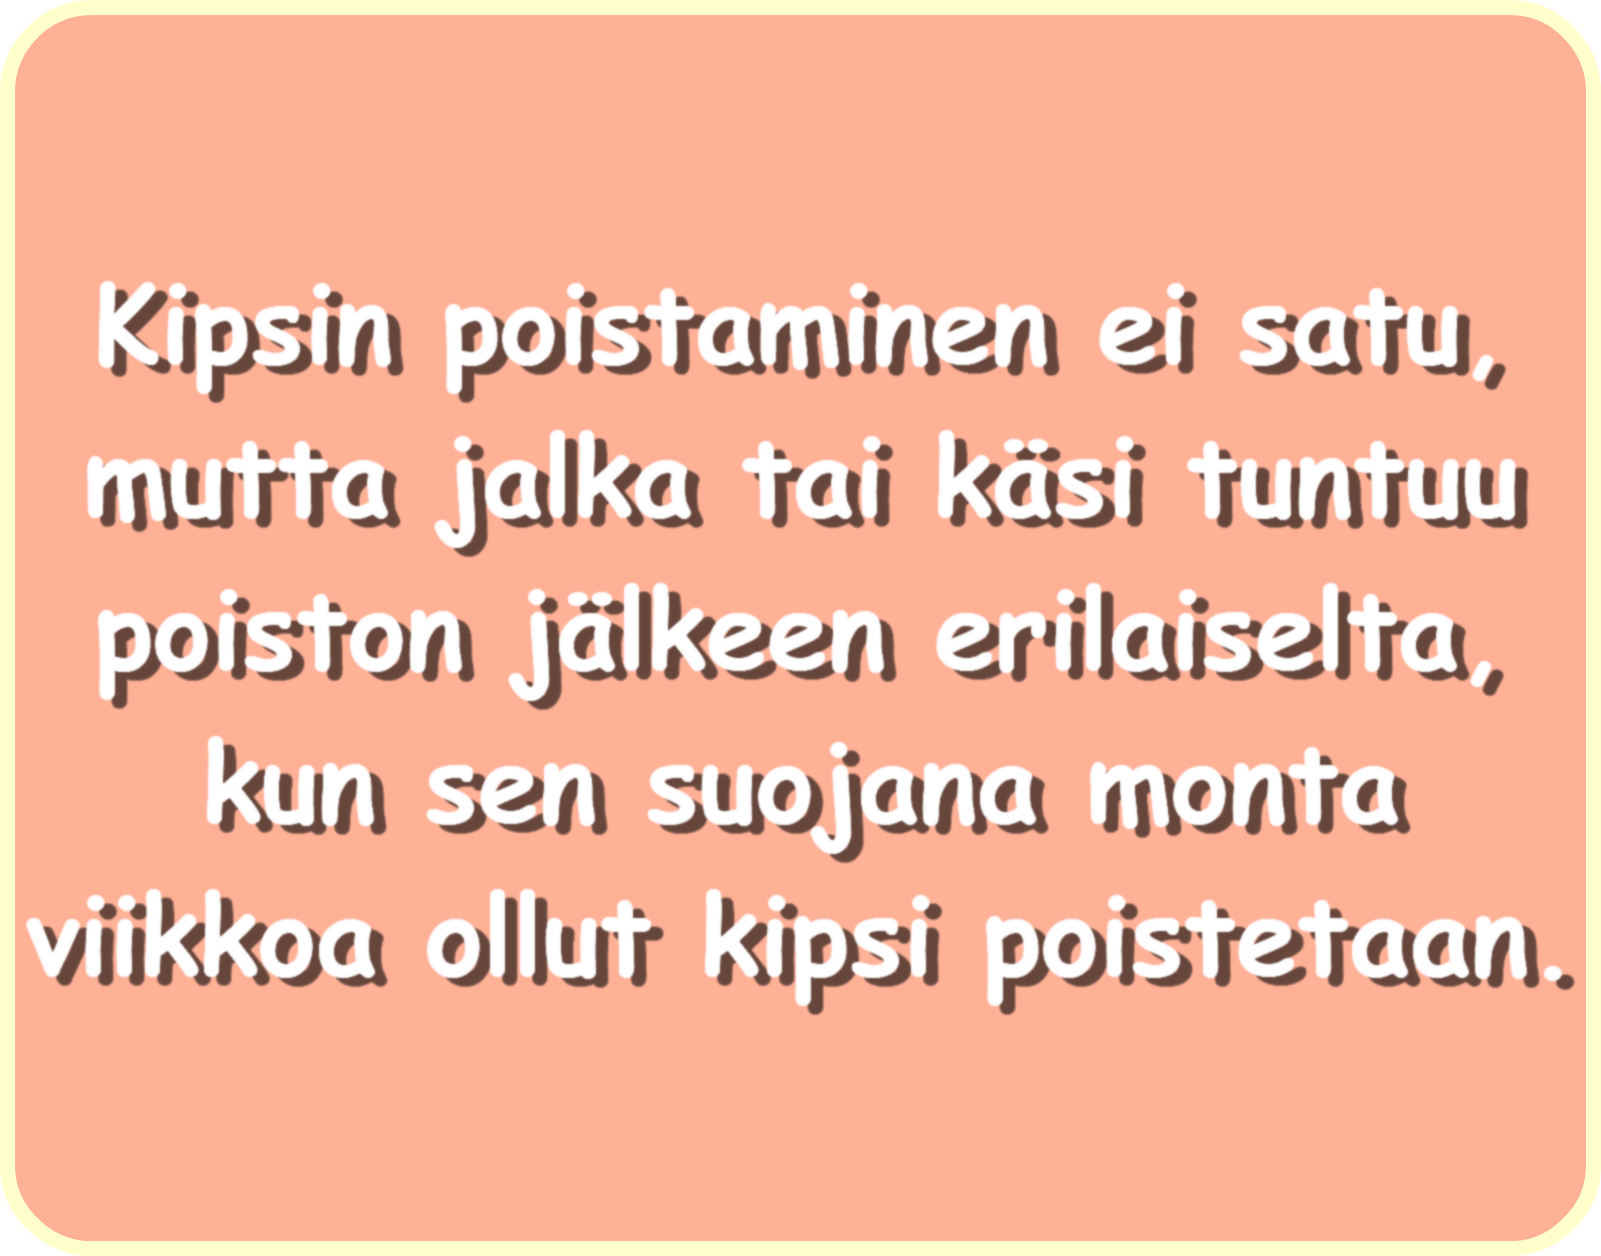 Kipsin poistaminen ei satu,
mutta jalka tai käsi tuntuu
poiston jälkeen erilaiselta,
kun sen suojana monta
viikkoa ollut kipsi poistetaan.